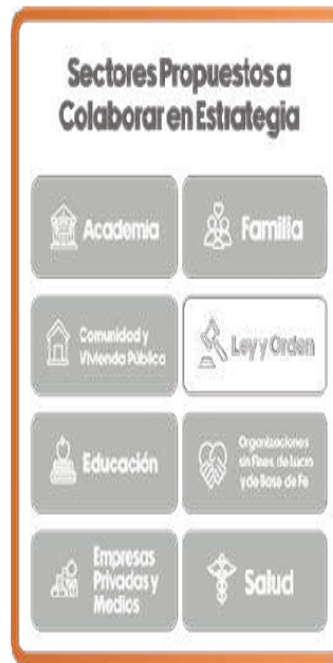 Sectores Propuestos a
Colaborar en Estrategia
Academia
Familia
Comunidad y
Vivienda Pública
Ley y Orden
Educación
Organizaciones
sin Fines de Lucro
y de Base de Fe
Empresas
Privadas y
Medios
Salud